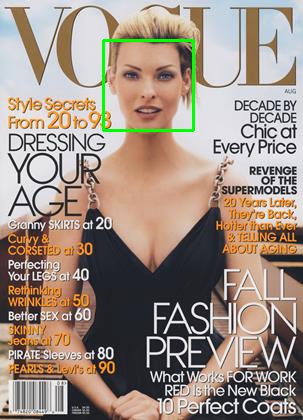 VOGUE
AUG
Style Secrets
From 20 to 93
DRESSING
YOUR
AGE
Granny SKIRTS at 20
Curvy &
CORSETED at 30
Perfecting
Your LEGS at 40
Rethinking
WRINKLES at 50
Better SEX at 60
SKINNY
Jeans at 70
PIRATE Sleeves at 80
PEARLS & Levi's at 90
DECADE BY
DECADE
Chic at
Every Price
REVENGE
OF THE
SUPERMODELS
20 Years Later,
They're Back,
Hotter than Ever
& TELLING ALL
ABOUT AGING
FALL
FASHION
PREVIEW
What Works FOR WORK
RED Is the New Black
10 Perfect Coats